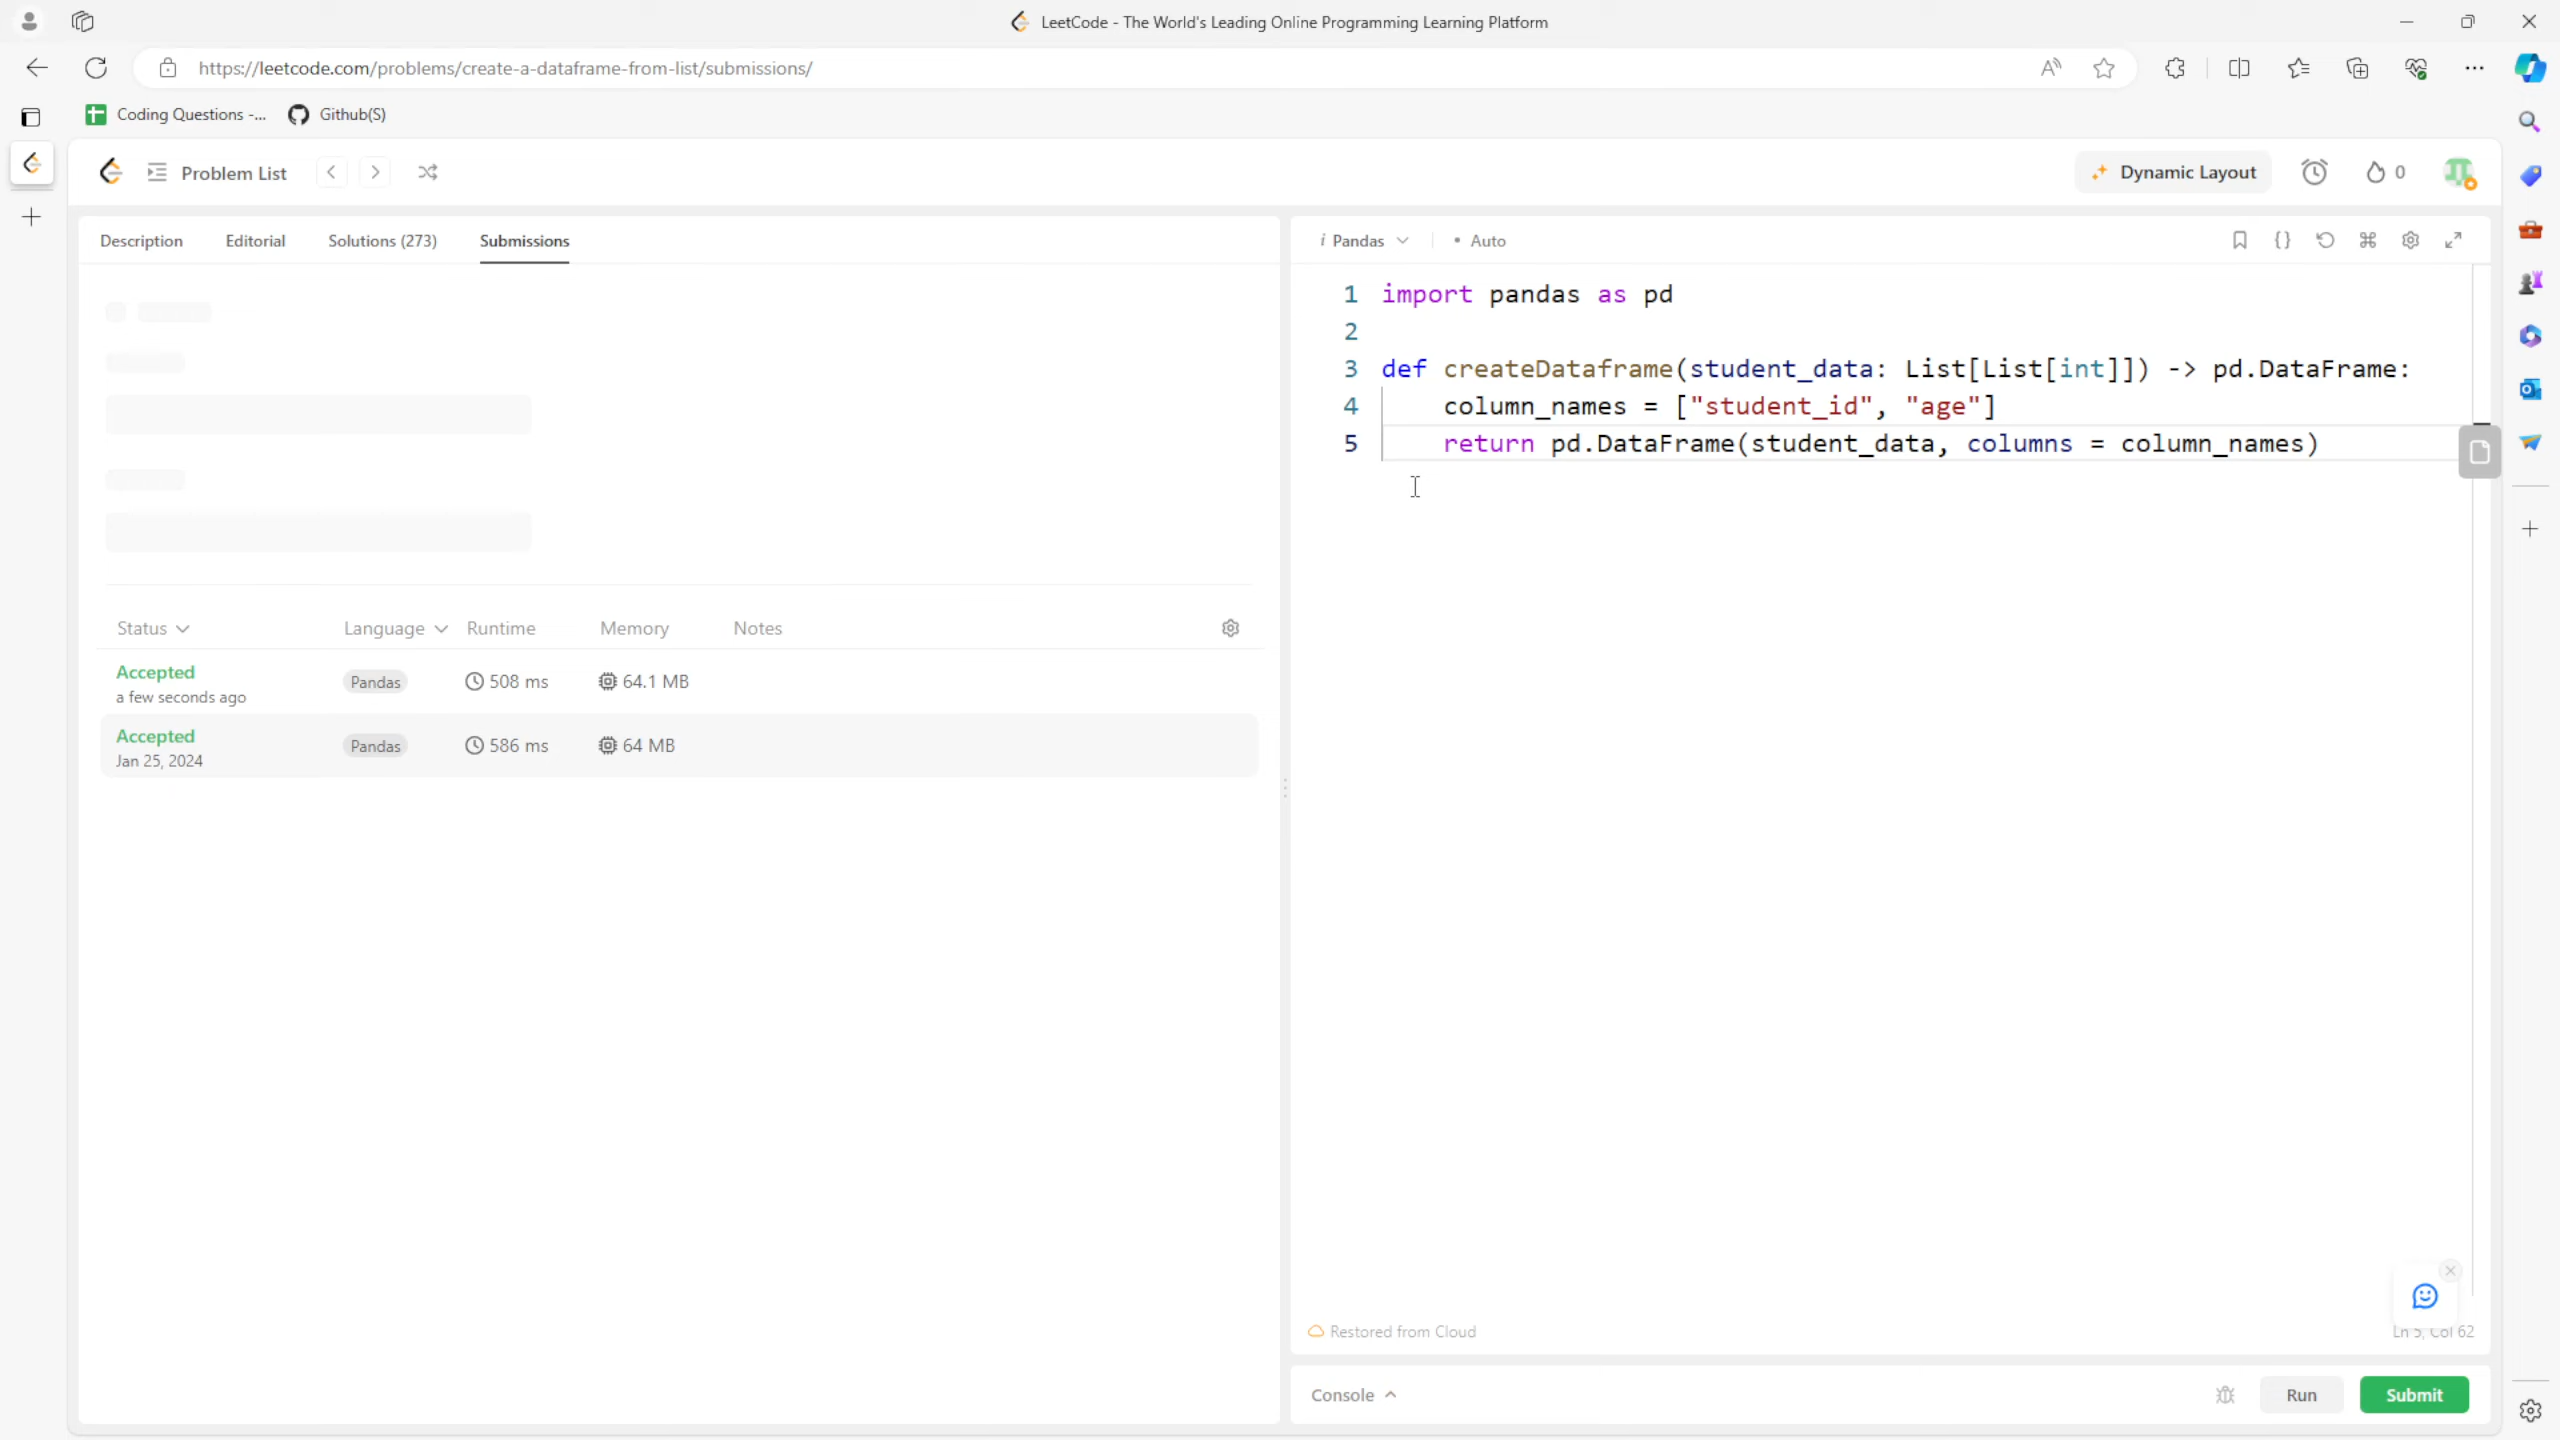 LeetCode - The World's Leading Online Programming Learning Platform
https://leetcode.com/problems/create-a-dataframe-from-list/submissions/
Coding Questions -... Github(S)
Problem List Dynamic Layout 0
Description Editorial Solutions (273) Submissions
Pandas Auto
1 import pandas as pd
2
3 def createDataframe(student_data: List[List[int]]) -> pd.DataFrame:
4 column_names = ["student_id", "age"]
5 return pd.DataFrame(student_data, columns = column_names)
Status Language Runtime Memory Notes
Accepted Pandas 508 ms 64.1 MB
a few seconds ago
Accepted Pandas 586 ms 64 MB
Jan 25, 2024
Restored from Cloud Ln 5, Col 62
Console Run Submit